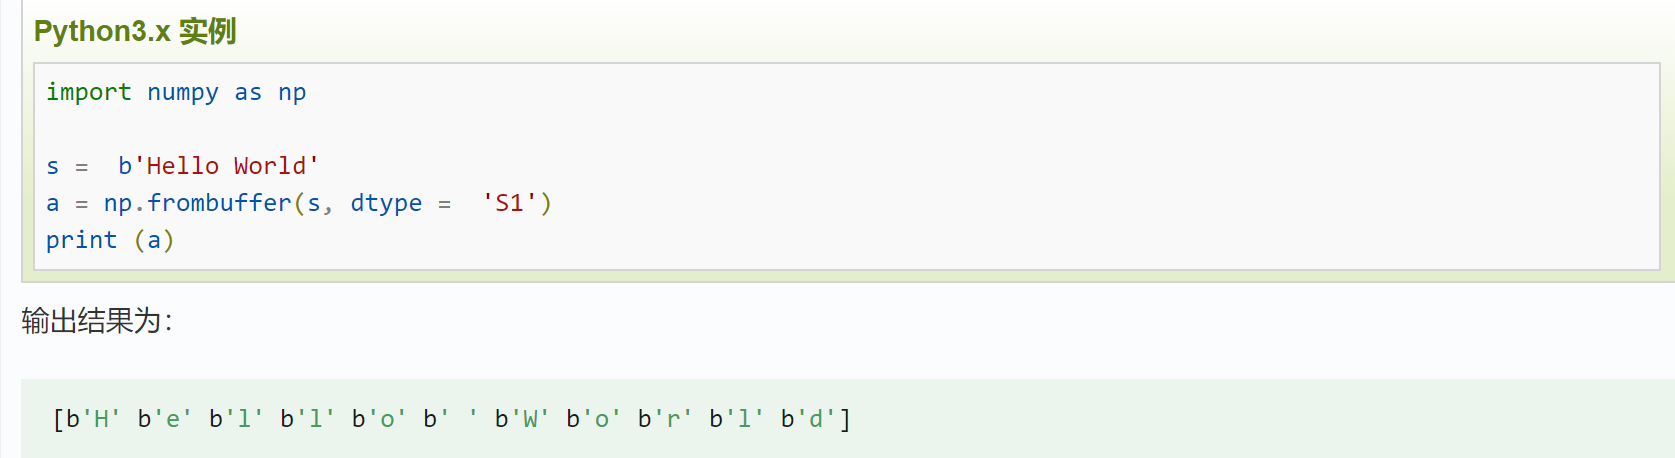 Python3.x 实例
import numpy as np
s =  b'Hello World'
a = np.frombuffer(s, dtype =  'S1')
print (a)
输出结果为：
[b'H' b'e' b'l' b'l' b'o' b' ' b'W' b'o' b'r' b'l' b'd']